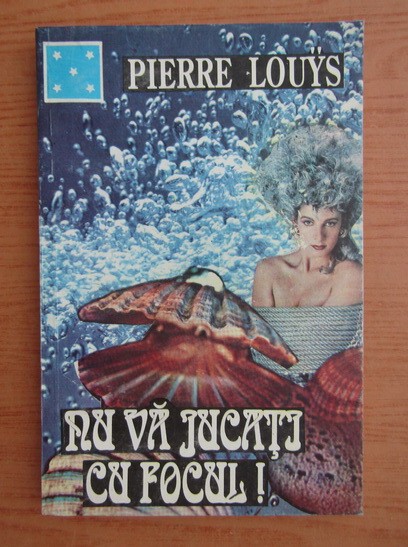 PIERRE LOUŸS
NU VĂ JUCAȚI
CU FOCUL !